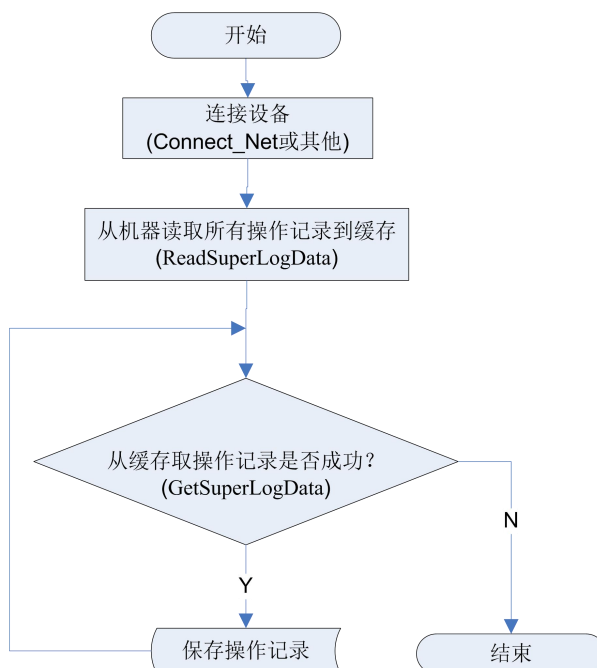 开始
连接设备
(Connect_Net或其他)
从机器读取所有操作记录到缓存
(ReadSuperLogData)
从缓存取操作记录是否成功?
(GetSuperLogData)
N
Y
保存操作记录
结束